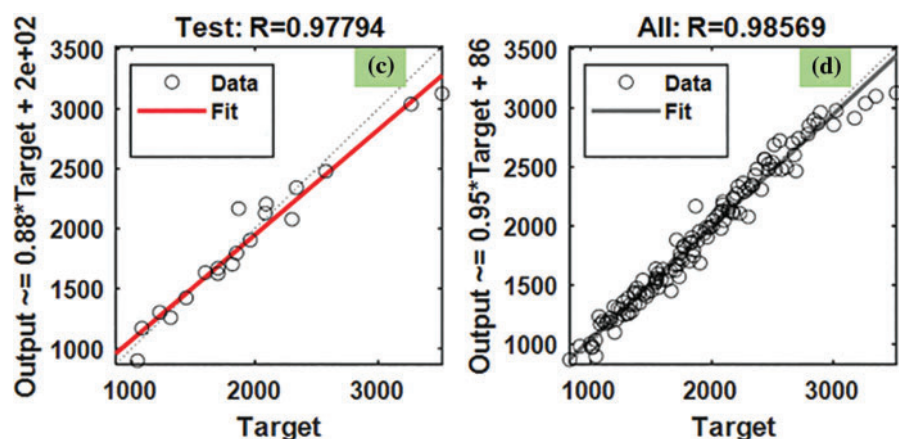 Test: R=0.97794
Output ~= 0.88*Target + 2e+02
3500
3000
2500
2000
1500
1000
(c)
Data
Fit
1000
2000
3000
Target
All: R=0.98569
Output ~= 0.95*Target + 86
3500
3000
2500
2000
1500
1000
(d)
Data
Fit
1000
2000
3000
Target